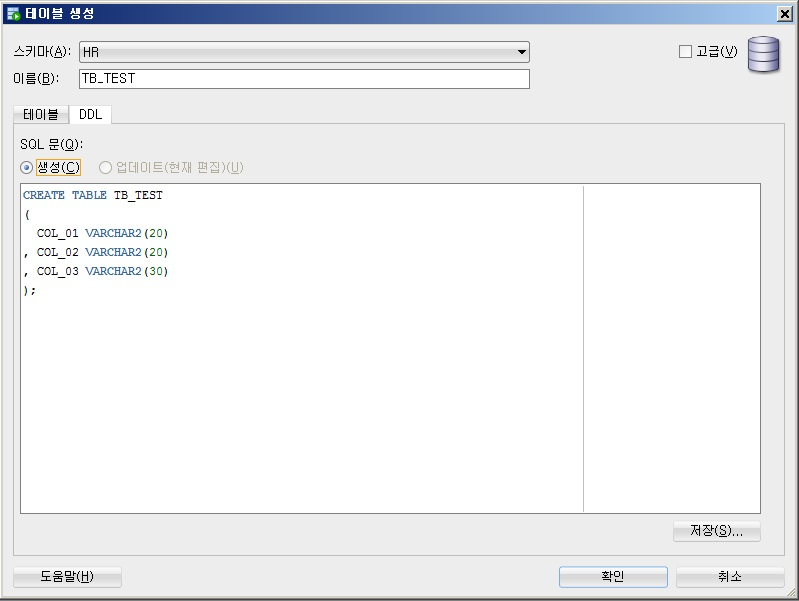 테이블 생성
스키마(A): HR 고급(V)
이름(B): TB_TEST
테이블 DDL
SQL 문(Q):
생성(C) 업데이트(현재 편집)(U)
CREATE TABLE TB_TEST
(
COL_01 VARCHAR2(20)
, COL_02 VARCHAR2(20)
, COL_03 VARCHAR2(30)
);
저장(S)...
도움말(H) 확인 취소